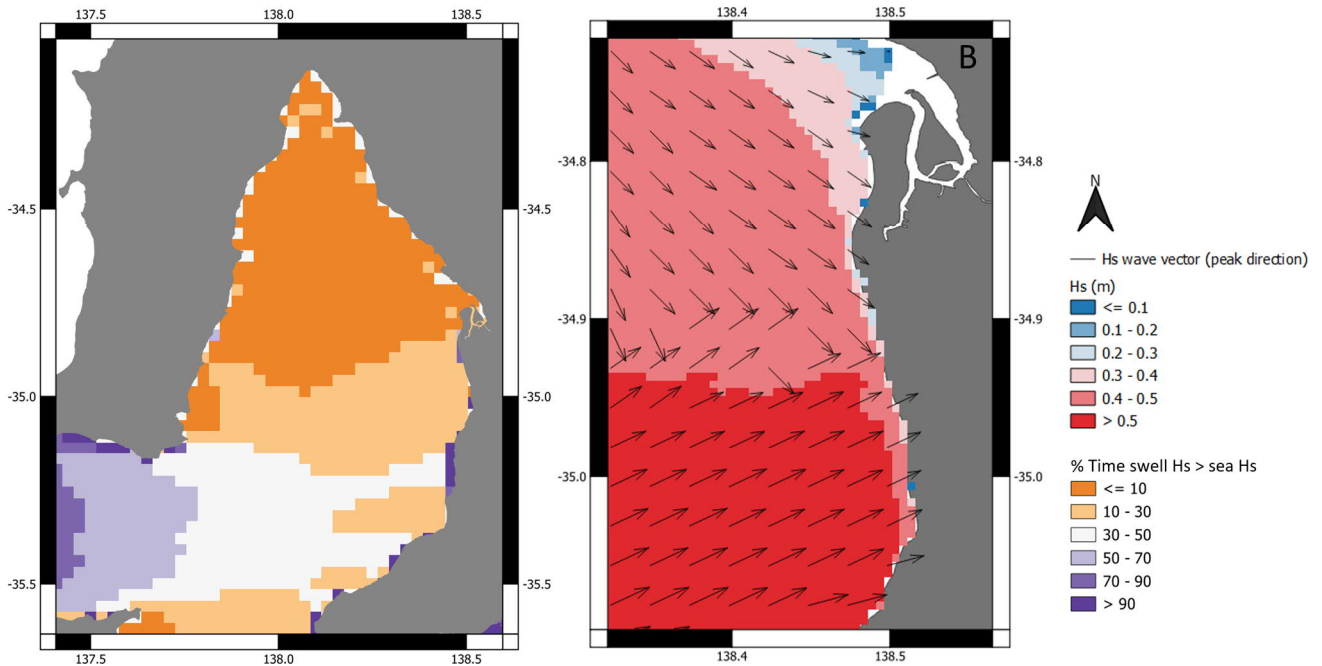 137.5 138.0 138.5
-34.5 -34.5
-35.0 -35.0
-35.5 -35.5
137.5 138.0 138.5
138.4 138.5
B
-34.8 -34.8
-34.9 -34.9
-35.0 -35.0
138.4 138.5
N
Hs wave vector (peak direction)
Hs (m)
<= 0.1
0.1 - 0.2
0.2 - 0.3
0.3 - 0.4
0.4 - 0.5
> 0.5
% Time swell Hs > sea Hs
<= 10
10 - 30
30 - 50
50 - 70
70 - 90
> 90